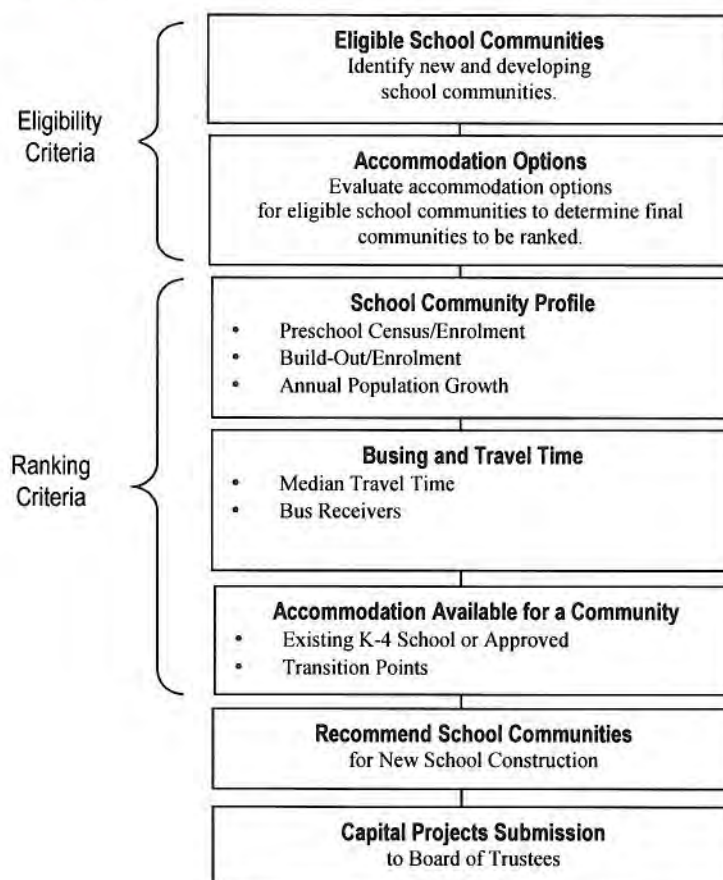 Eligibility
Criteria
Eligible School Communities
Identify new and developing
school communities.
Accommodation Options
Evaluate accommodation options
for eligible school communities to determine final
communities to be ranked.
Ranking
Criteria
School Community Profile
• Preschool Census/Enrolment
• Build-Out/Enrolment
• Annual Population Growth
Busing and Travel Time
• Median Travel Time
• Bus Receivers
Accommodation Available for a Community
• Existing K-4 School or Approved
• Transition Points
Recommend School Communities
for New School Construction
Capital Projects Submission
to Board of Trustees